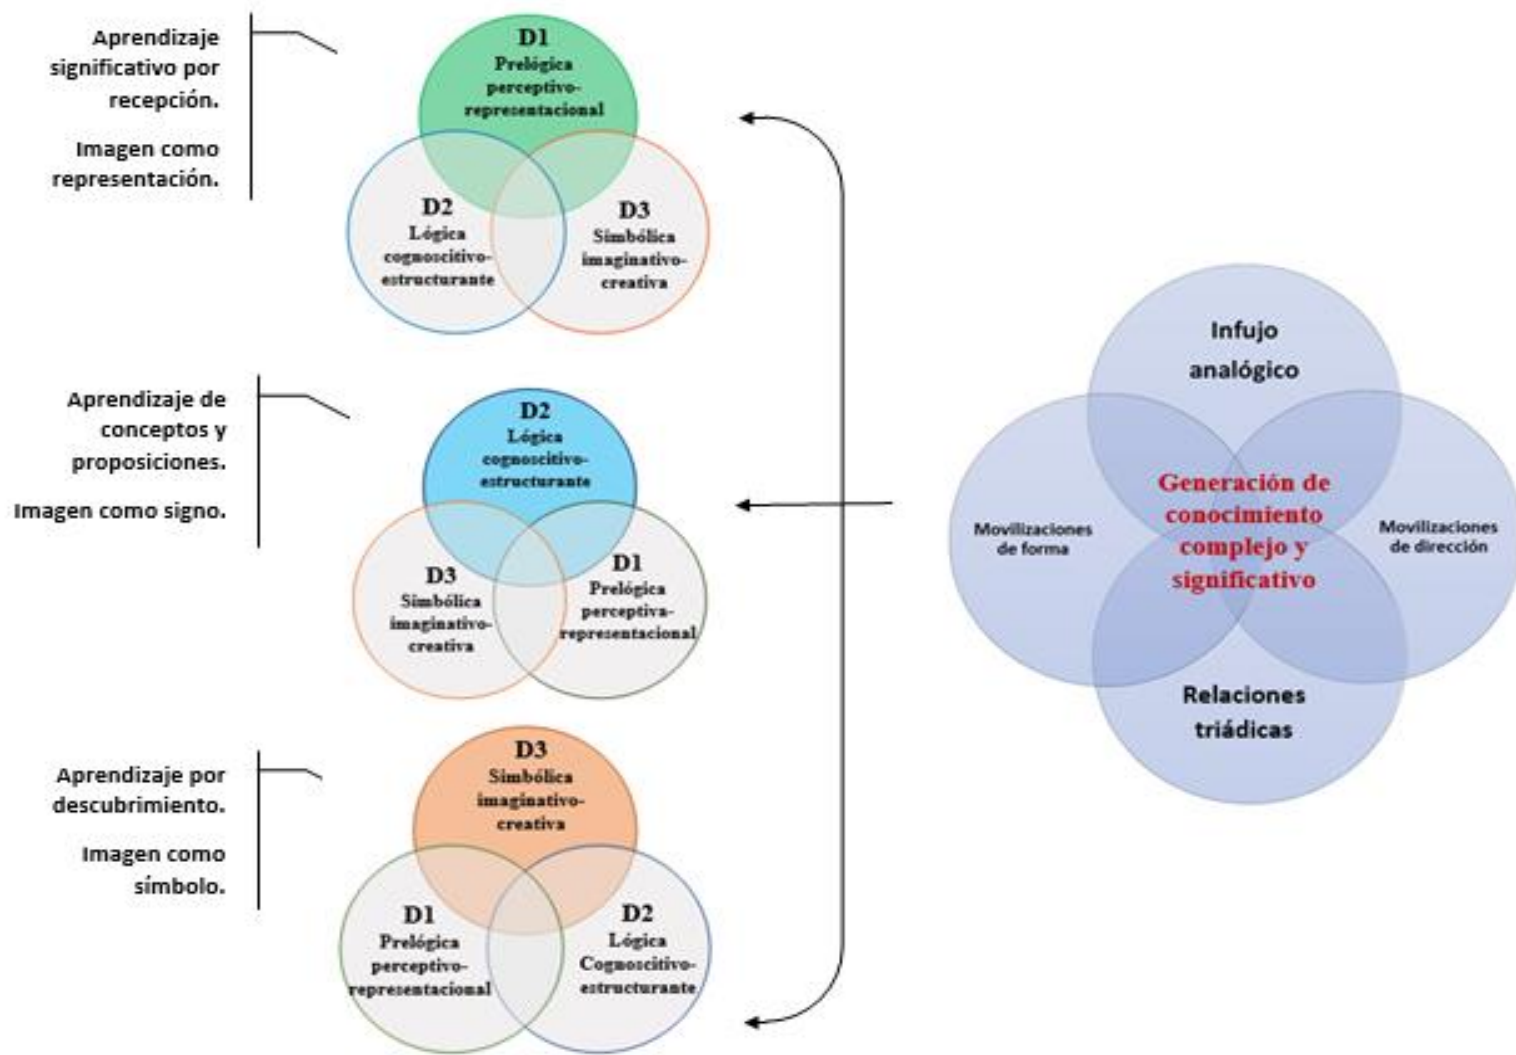 Aprendizaje
significativo por
recepción.
Imagen como
representación.
D1
Prelógica
perceptivo-
representacional
D2
Lógica
cognoscitivo-
estructurante
D3
Simbólica
imaginativo-
creativa
Aprendizaje de
conceptos y
proposiciones.
Imagen como signo.
D2
Lógica
cognoscitivo-
estructurante
D3
Simbólica
imaginativo-
creativa
D1
Prelógica
perceptiva-
representacional
Aprendizaje por
descubrimiento.
Imagen como
símbolo.
D3
Simbólica
imaginativo-
creativa
D1
Prelógica
perceptivo-
representacional
D2
Lógica
Cognoscitivo-
estructurante
Infujo
analógico
Movilizaciones
de forma
Generación de
conocimiento
complejo y
significativo
Movilizaciones
de dirección
Relaciones
triádicas